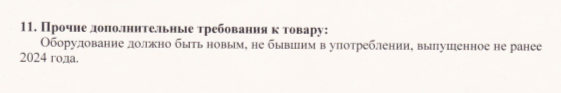 11. Прочие дополнительные требования к товару:
Оборудование должно быть новым, не бывшим в употреблении, выпущенное не ранее
2024 года.